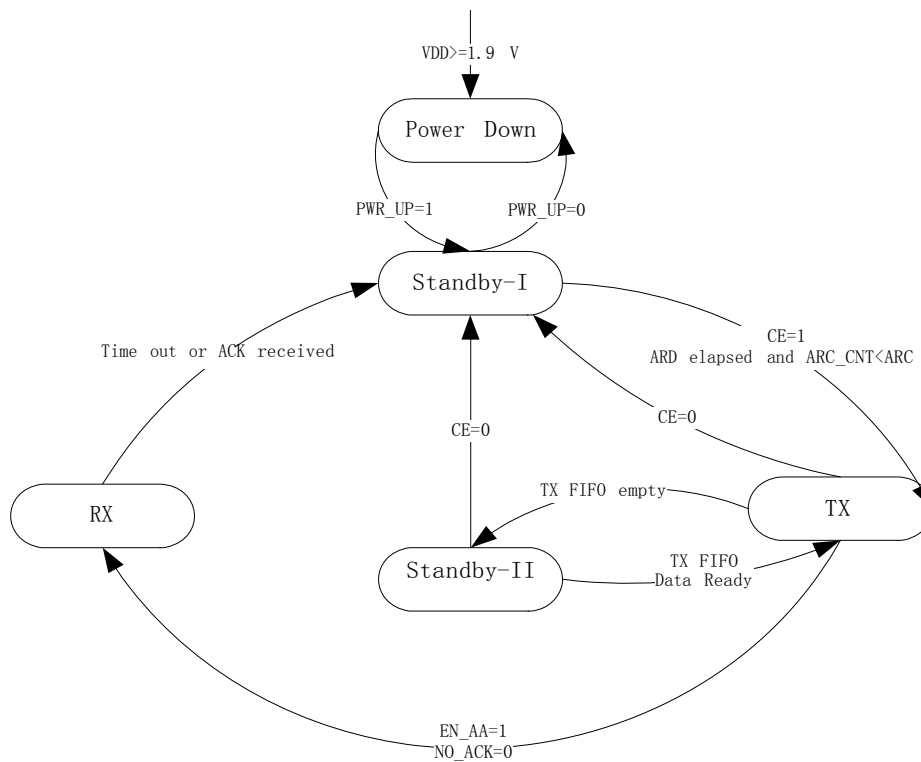 VDD>=1.9 V
Power Down
PWR_UP=1
PWR_UP=0
Standby-I
Time out or ACK received
CE=1
ARD elapsed and ARC_CNT<ARC
CE=0
CE=0
TX FIFO empty
RX
TX
Standby-II
TX FIFO
Data Ready
EN_AA=1
NO_ACK=0